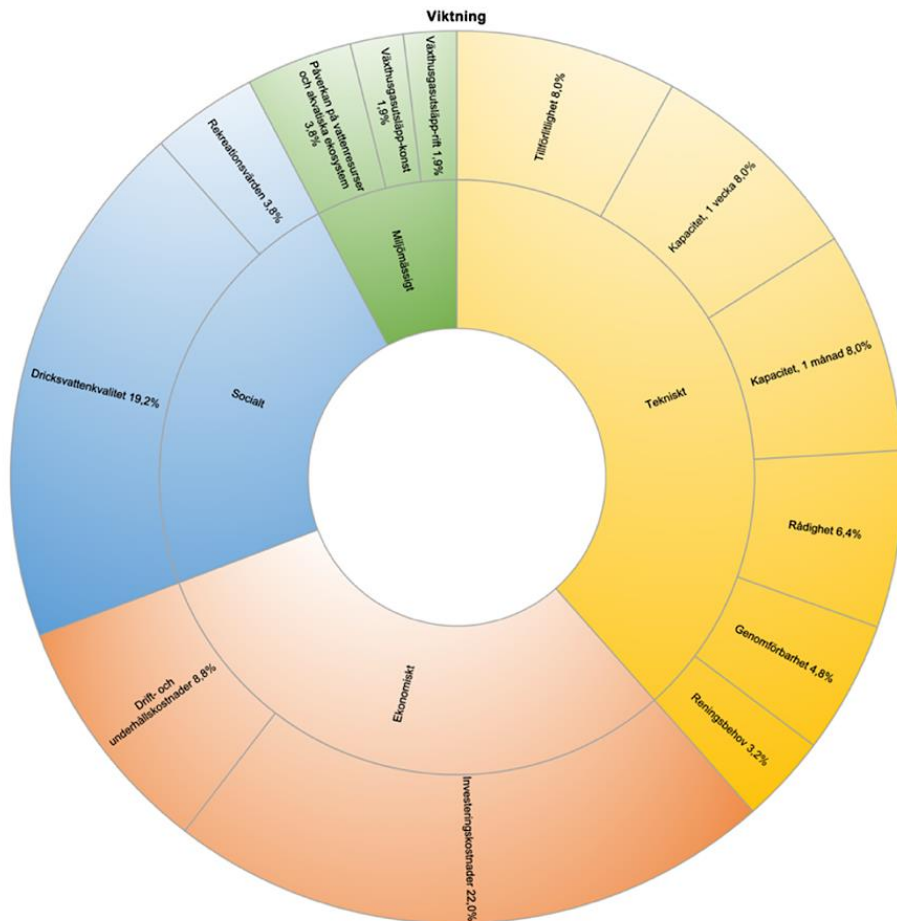 Viktning
Tillförlitlighet 8,0%
Kapacitet, 1 vecka 8,0%
Kapacitet, 1 månad 8,0%
Rådighet 6,4%
Genomförbarhet 4,8%
Reningsbehov 3,2%
Tekniskt
Investeringskostnader 22,0%
Drift- och
underhållskostnader 8,8%
Ekonomiskt
Dricksvattenkvalitet 19,2%
Rekreationsvärden 3,8%
Socialt
Påverkan på vattenresurser
och akvatiska ekosystem
3,8%
Växthusgasutsläpp-konst
1,9%
Växthusgasutsläpp-rift 1,9%
Miljömässigt